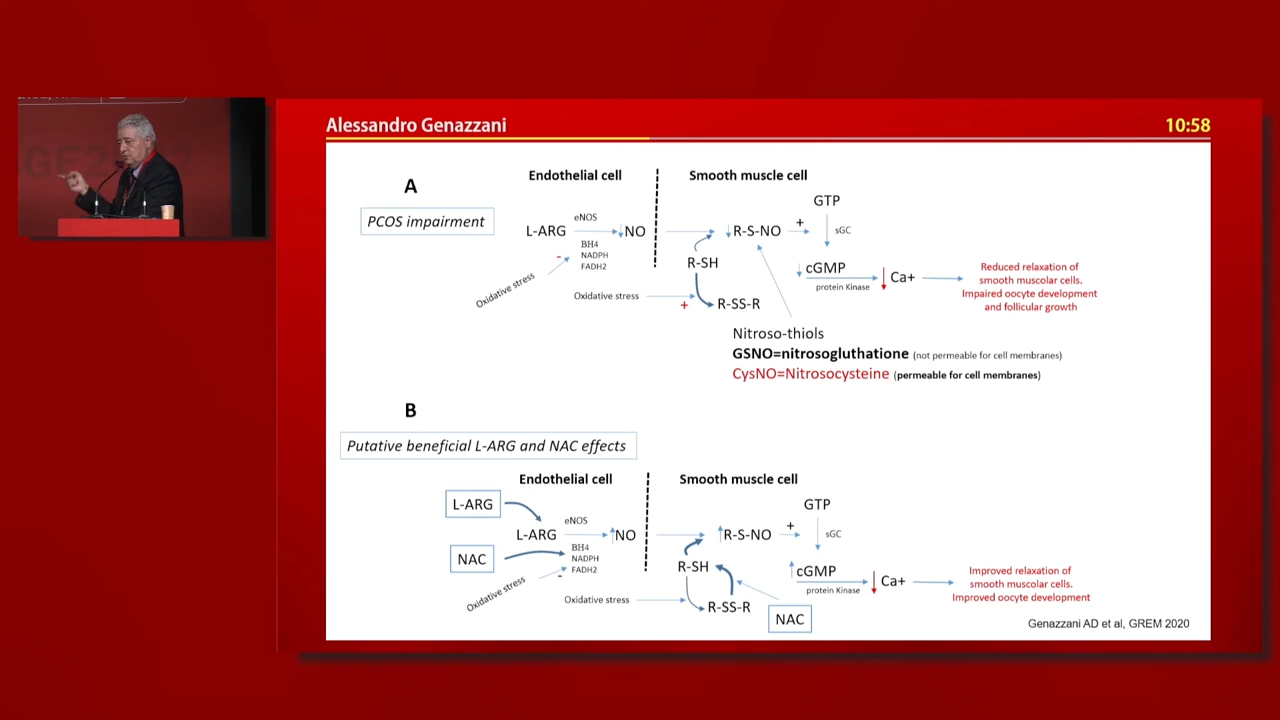 Alessandro Genazzani
10:58
A
PCOS impairment
Endothelial cell
Smooth muscle cell
GTP
eNOS
L-ARG
NO
R-S-NO
+
sGC
BH4
NADPH
FADH2
-
Oxidative stress
R-SH
cGMP
protein Kinase
Ca+
Reduced relaxation of
smooth muscolar cells.
Impaired oocyte development
and follicular growth
Oxidative stress
+
R-SS-R
Nitroso-thiols
GSNO=nitrosogluthatione (not permeable for cell membranes)
CysNO=Nitrosocysteine (permeable for cell membranes)
B
Putative beneficial L-ARG and NAC effects
Endothelial cell
Smooth muscle cell
L-ARG
GTP
eNOS
L-ARG
NO
R-S-NO
+
sGC
NAC
BH4
NADPH
FADH2
-
Oxidative stress
R-SH
cGMP
protein Kinase
Ca+
Improved relaxation of
smooth muscolar cells.
Improved oocyte development
Oxidative stress
R-SS-R
NAC
Genazzani AD et al, GREM 2020